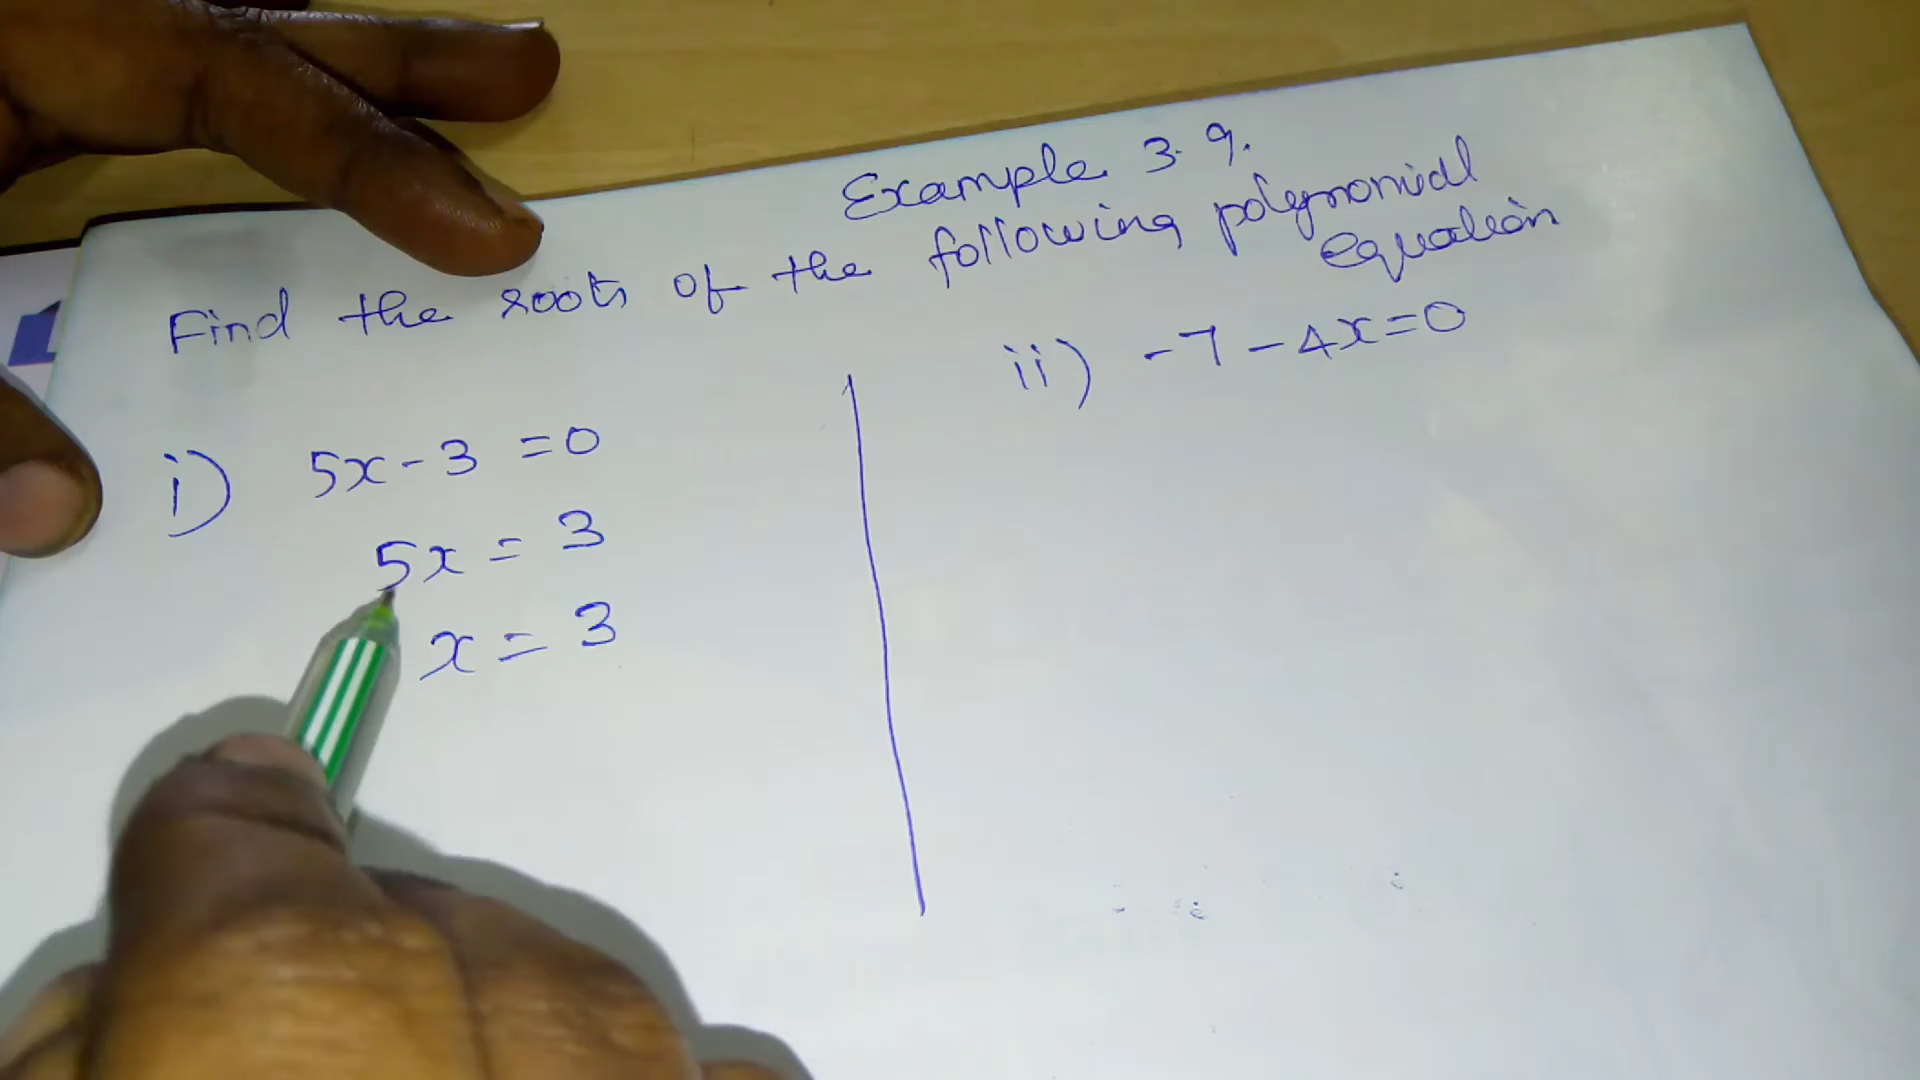 Example 3.9.
Find the roots of the following polynomial
equation
i) 5x - 3 = 0
5x = 3
x = 3
ii) -7 - 4x = 0